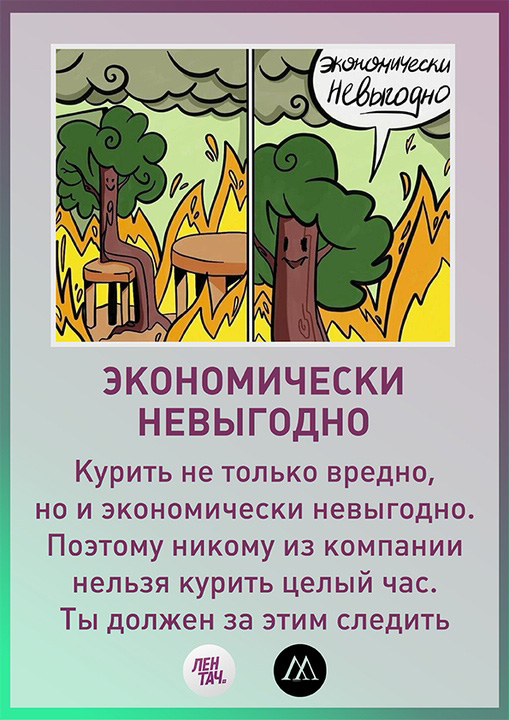 экономически
невыгодно
ЭКОНОМИЧЕСКИ
НЕВЫГОДНО
Курить не только вредно,
но и экономически невыгодно.
Поэтому никому из компании
нельзя курить целый час.
Ты должен за этим следить
ЛЕН
ТАЧ.